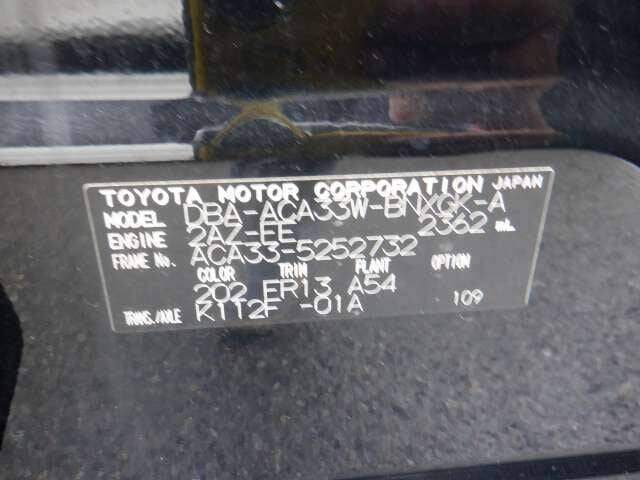 TOYOTA MOTOR CORPORATION JAPAN
MODEL DBA-ACA33W-BNXGK-A
ENGINE 2AZ-FE 2362 mL
FRAME No. ACA33-5252732
COLOR TRIM PLANT OPTION
202 FR13 A54
TRANS./AXLE K112F -01A 109